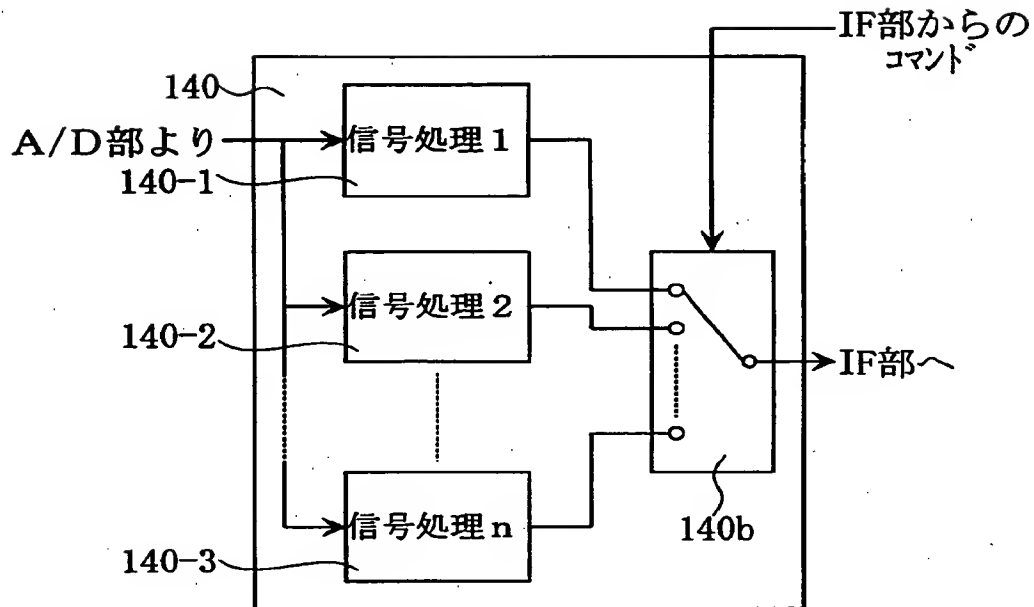 IF部からの
コマンド
140
信号処理1
A/D部より
140-1
信号処理2
140-2
IF部へ
信号処理n
140b
140-3